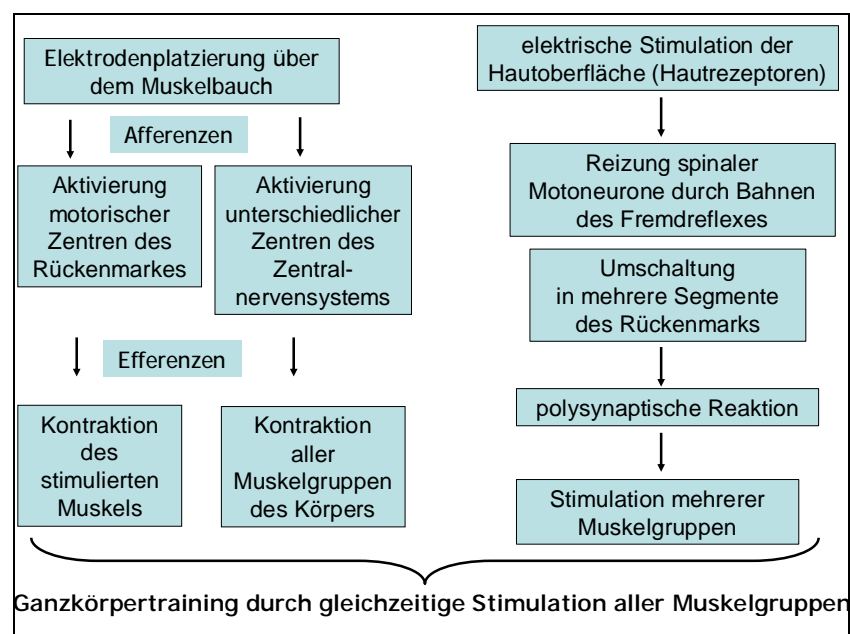 Elektrodenplatzierung über
dem Muskelbauch
Afferenzen
Aktivierung
motorischer
Zentren des
Rückenmarkes
Aktivierung
unterschiedlicher
Zentren des
Zentral-
nervensystems
Efferenzen
Kontraktion
des
stimulierten
Muskels
Kontraktion
aller
Muskelgruppen
des Körpers
elektrische Stimulation der
Hautoberfläche (Hautrezeptoren)
Reizung spinaler
Motoneurone durch Bahnen
des Fremdreflexes
Umschaltung
in mehrere Segmente
des Rückenmarks
polysynaptische Reaktion
Stimulation mehrerer
Muskelgruppen
Ganzkörpertraining durch gleichzeitige Stimulation aller Muskelgruppen